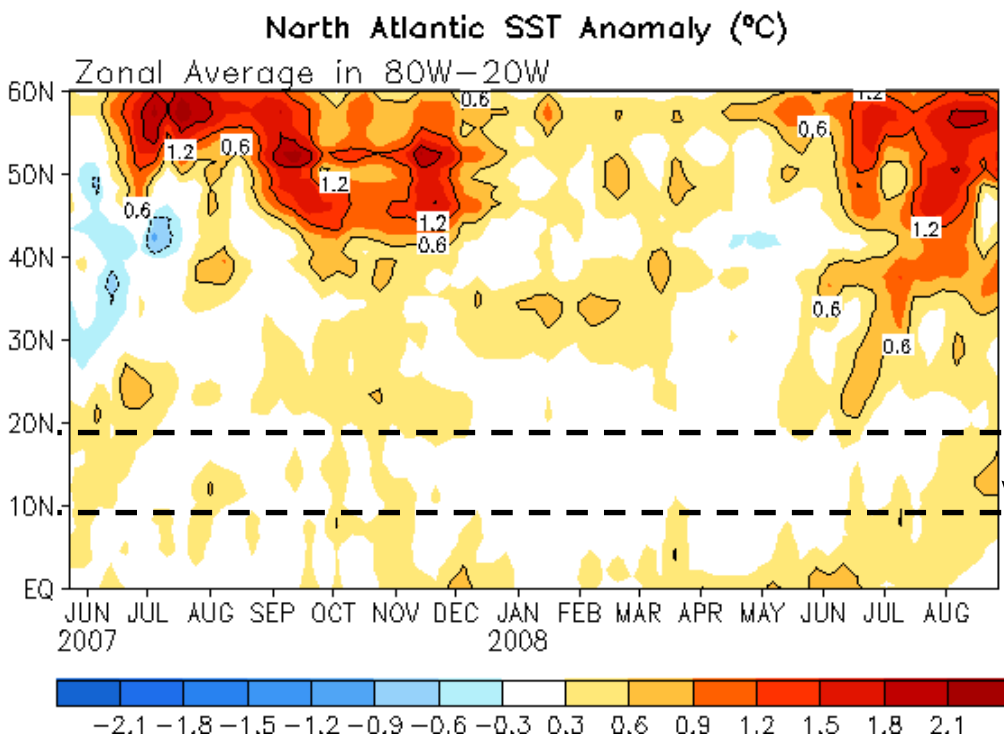 North Atlantic SST Anomaly (ºC)
Zonal Average in 80W-20W
60N
50N
40N
30N
20N
10N
EQ
0.6
1.2
0.6
1.2
0.6
1.2
0.6
0.6
1.2
0.6
1.2
0.6
0.6
JUN JUL AUG SEP OCT NOV DEC JAN FEB MAR APR MAY JUN JUL AUG
2007 2008
-2.1 -1.8 -1.5 -1.2 -0.9 -0.6 -0.3 0.3 0.6 0.9 1.2 1.5 1.8 2.1